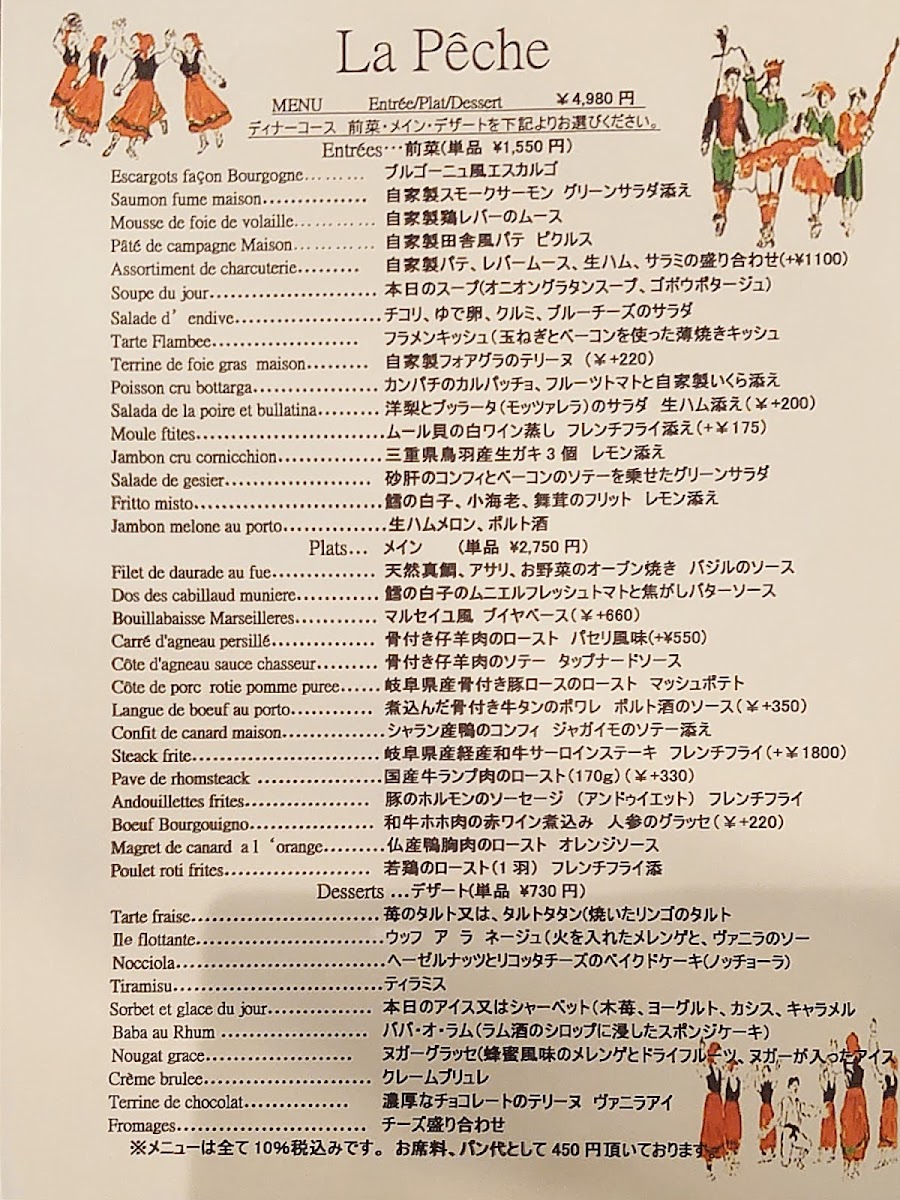 La Pêche
MENU Entrée/Plat/Dessert ￥4,980 円
ディナーコース 前菜・メイン・デザートを下記よりお選びください。
Entrées…前菜(単品 ¥1,550 円)
Escargots façon Bourgogne……… ブルゴーニュ風エスカルゴ
Saumon fume maison............... 自家製スモークサーモン グリーンサラダ添え
Mousse de foie de volaille………… 自家製鶏レバーのムース
Pâté de campagne Maison………… 自家製田舎風パテ ピクルス
Assortiment de charcuterie......... 自家製パテ、レバームース、生ハム、サラミの盛り合わせ(+¥1100)
Soupe du jour........................ 本日のスープ(オニオングラタンスープ、ゴボウポタージュ)
Salade d’ endive..................... チコリ、ゆで卵、クルミ、ブルーチーズのサラダ
Tarte Flambee..................... フラメンキッシュ(玉ねぎとベーコンを使った薄焼きキッシュ
Terrine de foie gras maison......... 自家製フォアグラのテリーヌ (￥+220)
Poisson cru bottarga.................. カンパチのカルパッチョ、フルーツトマトと自家製いくら添え
Salada de la poire et bullatina......... 洋梨とブッラータ(モッツァレラ)のサラダ 生ハム添え(￥+200)
Moule ftites........................... ムール貝の白ワイン蒸し フレンチフライ添え(+￥175)
Jambon cru cornicchion............... 三重県鳥羽産生ガキ 3 個 レモン添え
Salade de gesier..................... 砂肝のコンフィとベーコンのソテーを乗せたグリーンサラダ
Fritto misto........................... 鱈の白子、小海老、舞茸のフリット レモン添え
Jambon melone au porto............... 生ハムメロン、ポルト酒
Plats... メイン (単品 ¥2,750 円)
Filet de daurade au fue............... 天然真鯛、アサリ、お野菜のオーブン焼き バジルのソース
Dos des cabillaud muniere............ 鱈の白子のムニエルフレッシュトマトと焦がしバターソース
Bouillabaisse Marseilleres............ マルセイユ風 ブイヤベース(￥+660)
Carré d'agneau persillé............... 骨付き仔羊肉のロースト パセリ風味(+¥550)
Côte d'agneau sauce chasseur......... 骨付き仔羊肉のソテー タップナードソース
Côte de porc rotie pomme puree...... 岐阜県産骨付き豚ロースのロースト マッシュポテト
Langue de boeuf au porto............ 煮込んだ骨付き牛タンのポワレ ポルト酒のソース(￥+350)
Confit de canard maison............... シャラン産鴨のコンフィ ジャガイモのソテー添え
Steack frite........................... 岐阜県産経産和牛サーロインステーキ フレンチフライ(+￥1800)
Pave de rhomsteack .................. 国産牛ランプ肉のロースト(170g)(￥+330)
Andouillettes frites.................. 豚のホルモンのソーセージ (アンドゥイエット) フレンチフライ
Boeuf Bourgouigno.................. 和牛ホホ肉の赤ワイン煮込み 人参のグラッセ(￥+220)
Magret de canard a l ‘orange......... 仏産鴨胸肉のロースト オレンジソース
Poulet roti frites..................... 若鶏のロースト(1 羽) フレンチフライ添
Desserts ...デザート(単品 ¥730 円)
Tarte fraise........................... 苺のタルト又は、タルトタタン(焼いたリンゴのタルト
Ile flottante........................... ウッフ ア ラ ネージュ(火を入れたメレンゲと、ヴァニラのソー
Nocciola.............................. ヘーゼルナッツとリコッタチーズのベイクドケーキ(ノッチョーラ)
Tiramisu.............................. ティラミス
Sorbet et glace du jour............... 本日のアイス又はシャーベット(木苺、ヨーグルト、カシス、キャラメル
Baba au Rhum ..................... ババ・オ・ラム(ラム酒のシロップに浸したスポンジケーキ)
Nougat grace..................... ヌガーグラッセ(蜂蜜風味のメレンゲとドライフルーツ、ヌガーが入ったアイス
Crème brulee........................ クレームブリュレ
Terrine de chocolat............... 濃厚なチョコレートのテリーヌ ヴァニラアイ
Fromages........................... チーズ盛り合わせ
※メニューは全て 10%税込みです。 お席料、パン代として 450 円頂いております。